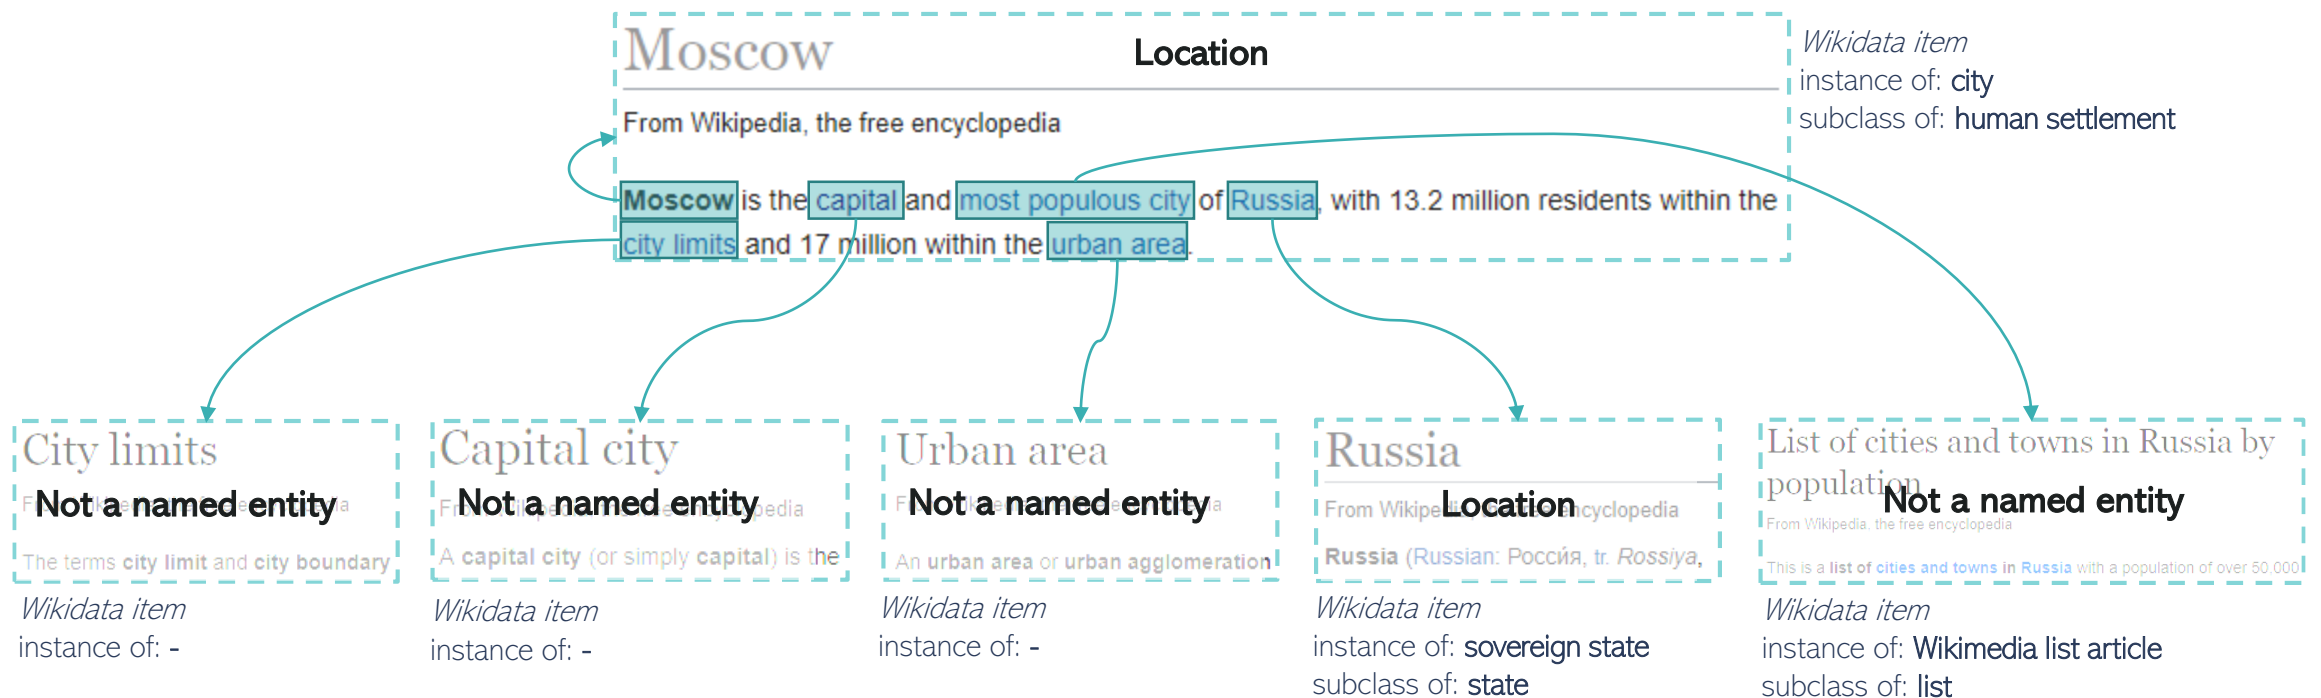 Moscow
Location
From Wikipedia, the free encyclopedia
Moscow is the capital and most populous city of Russia, with 13.2 million residents within the
city limits and 17 million within the urban area.
Wikidata item
instance of: city
subclass of: human settlement
City limits
Not a named entity
The terms city limit and city boundary
Wikidata item
instance of: -
Capital city
Not a named entity
A capital city (or simply capital) is the
Wikidata item
instance of: -
Urban area
Not a named entity
An urban area or urban agglomeration
Wikidata item
instance of: -
Russia
Location
From Wikipedia, the free encyclopedia
Russia (Russian: Росси́я, tr. Rossiya,
Wikidata item
instance of: sovereign state
subclass of: state
List of cities and towns in Russia by
population
Not a named entity
From Wikipedia, the free encyclopedia
This is a list of cities and towns in Russia with a population of over 50,000
Wikidata item
instance of: Wikimedia list article
subclass of: list